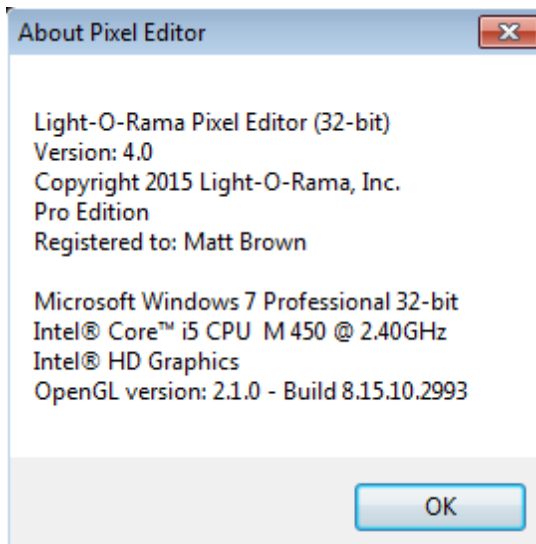 About Pixel Editor
Light-O-Rama Pixel Editor (32-bit)
Version: 4.0
Copyright 2015 Light-O-Rama, Inc.
Pro Edition
Registered to: Matt Brown
Microsoft Windows 7 Professional 32-bit
Intel® Core™ i5 CPU  M 450 @ 2.40GHz
Intel® HD Graphics
OpenGL version: 2.1.0 - Build 8.15.10.2993
OK